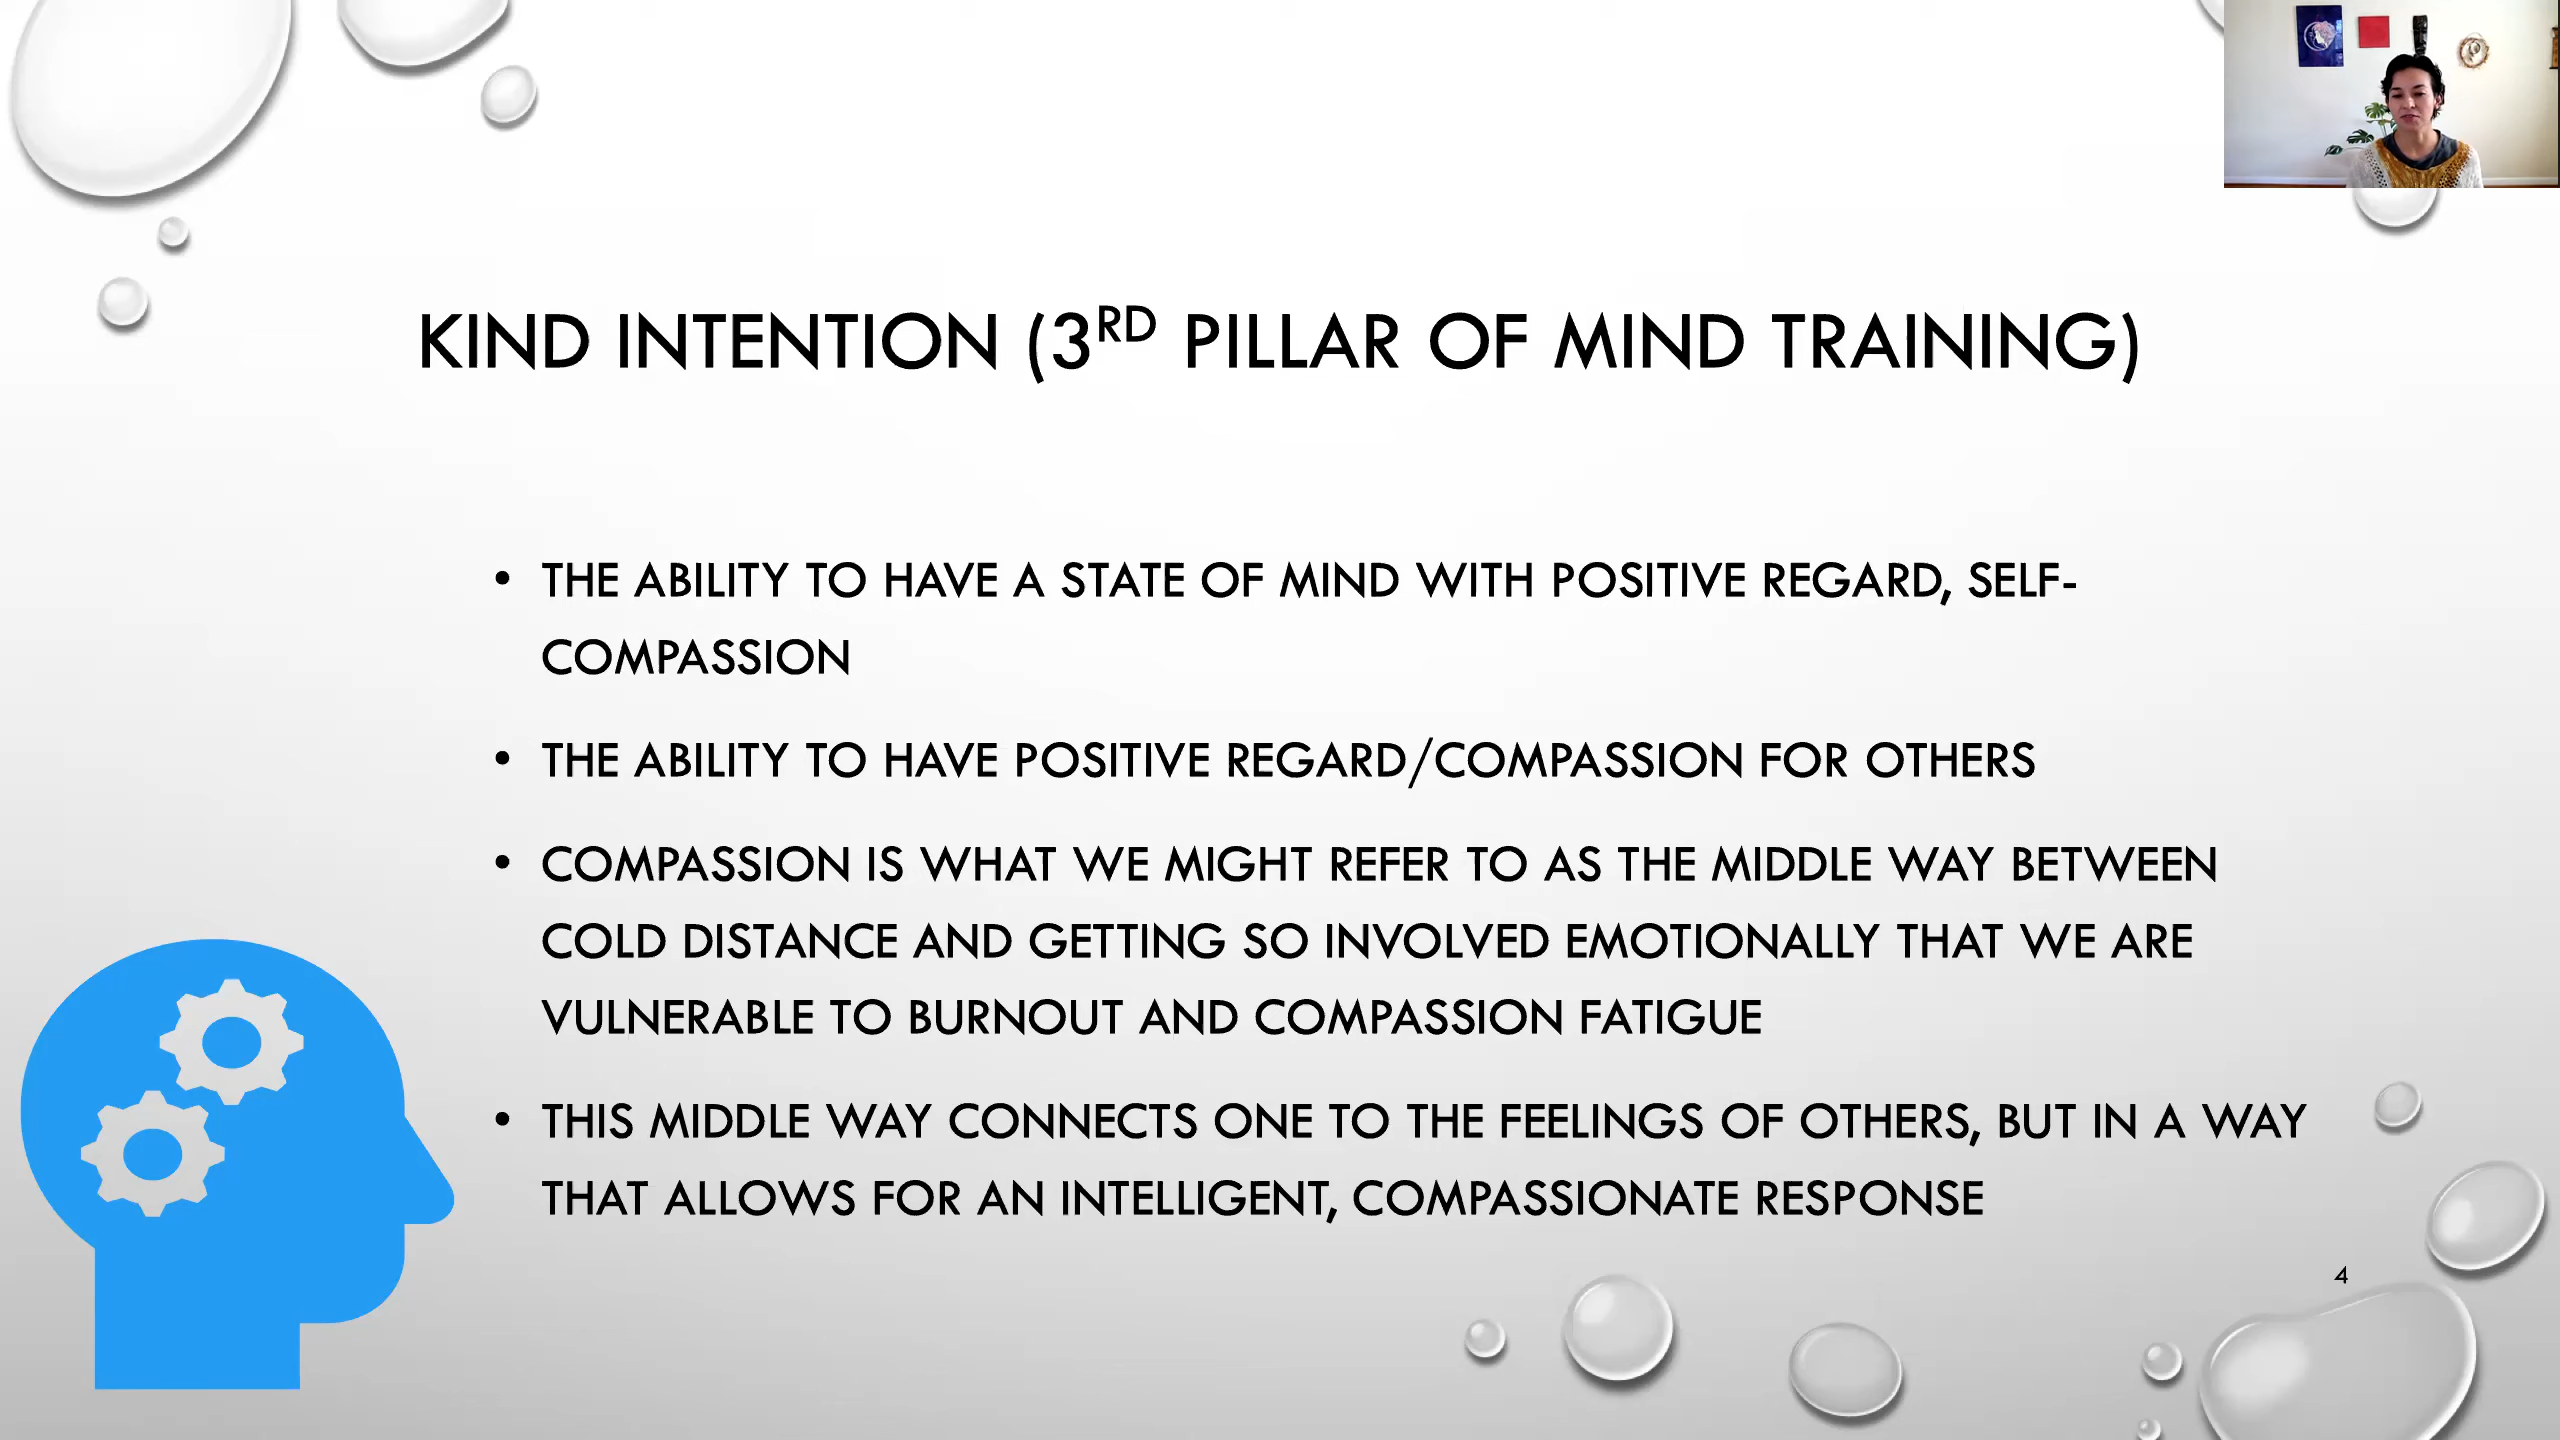 KIND INTENTION (3RD PILLAR OF MIND TRAINING)
• THE ABILITY TO HAVE A STATE OF MIND WITH POSITIVE REGARD, SELF-
COMPASSION
• THE ABILITY TO HAVE POSITIVE REGARD/COMPASSION FOR OTHERS
• COMPASSION IS WHAT WE MIGHT REFER TO AS THE MIDDLE WAY BETWEEN
COLD DISTANCE AND GETTING SO INVOLVED EMOTIONALLY THAT WE ARE
VULNERABLE TO BURNOUT AND COMPASSION FATIGUE
• THIS MIDDLE WAY CONNECTS ONE TO THE FEELINGS OF OTHERS, BUT IN A WAY
THAT ALLOWS FOR AN INTELLIGENT, COMPASSIONATE RESPONSE
4